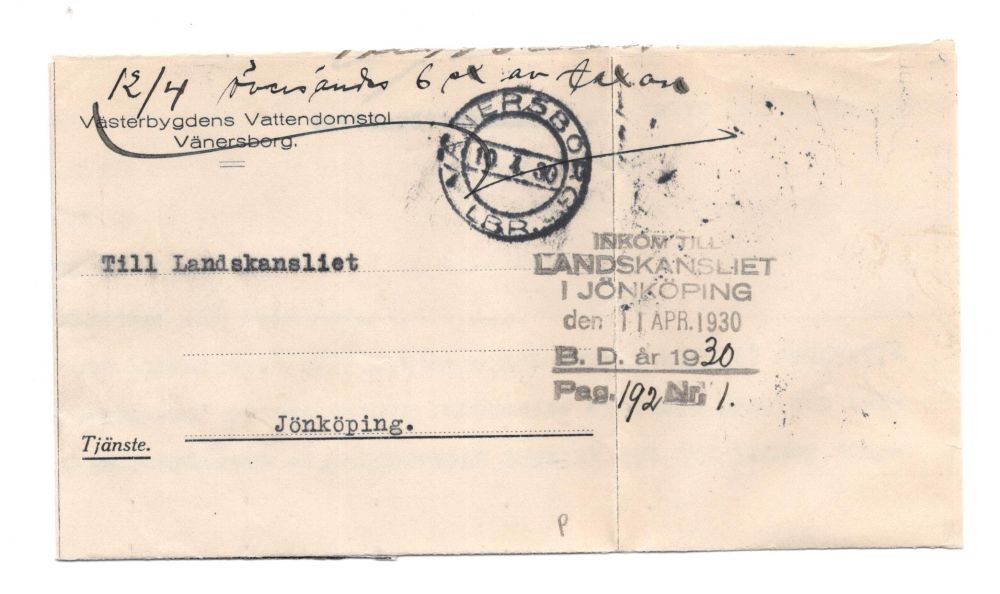 12/4 översändes 6 ex av taxan
Västerbygdens Vattendomstol
Vänersborg.
VÄNERSBORG
10 4 30
LBR.
Till Landskansliet
INKOM TILL
LANDSKANSLIET
I JÖNKÖPING
den 11 APR. 1930
B. D. år 1930
Pag. 192 Nr. 1.
Jönköping.
Tjänste.
P